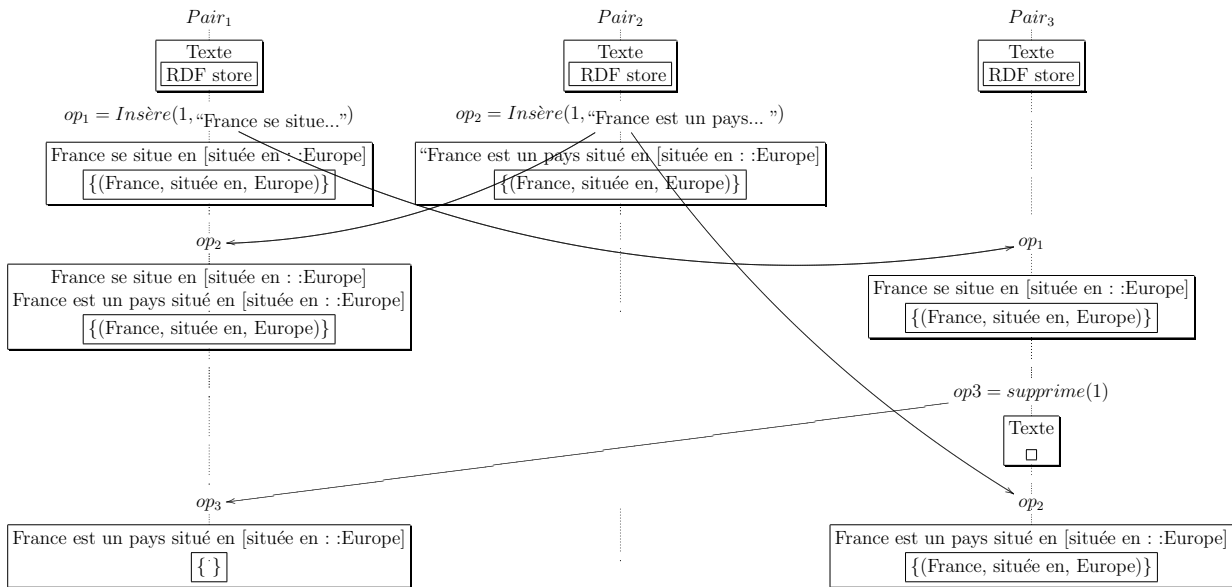 Pair1 Pair2 Pair3
Texte Texte Texte
RDF store RDF store RDF store
op1 = Insère(1,“France se situe...”) op2 = Insère(1,“France est un pays... ”)
France se situe en [située en : :Europe] “France est un pays situé en [située en : :Europe]
{(France, située en, Europe)} {(France, située en, Europe)}
op2 op1
France se situe en [située en : :Europe]
France est un pays situé en [située en : :Europe]
{(France, située en, Europe)}
France se situe en [située en : :Europe]
{(France, située en, Europe)}
op3 = supprime(1)
Texte
op3 op2
France est un pays situé en [située en : :Europe] France est un pays situé en [située en : :Europe]
{ } {(France, située en, Europe)}